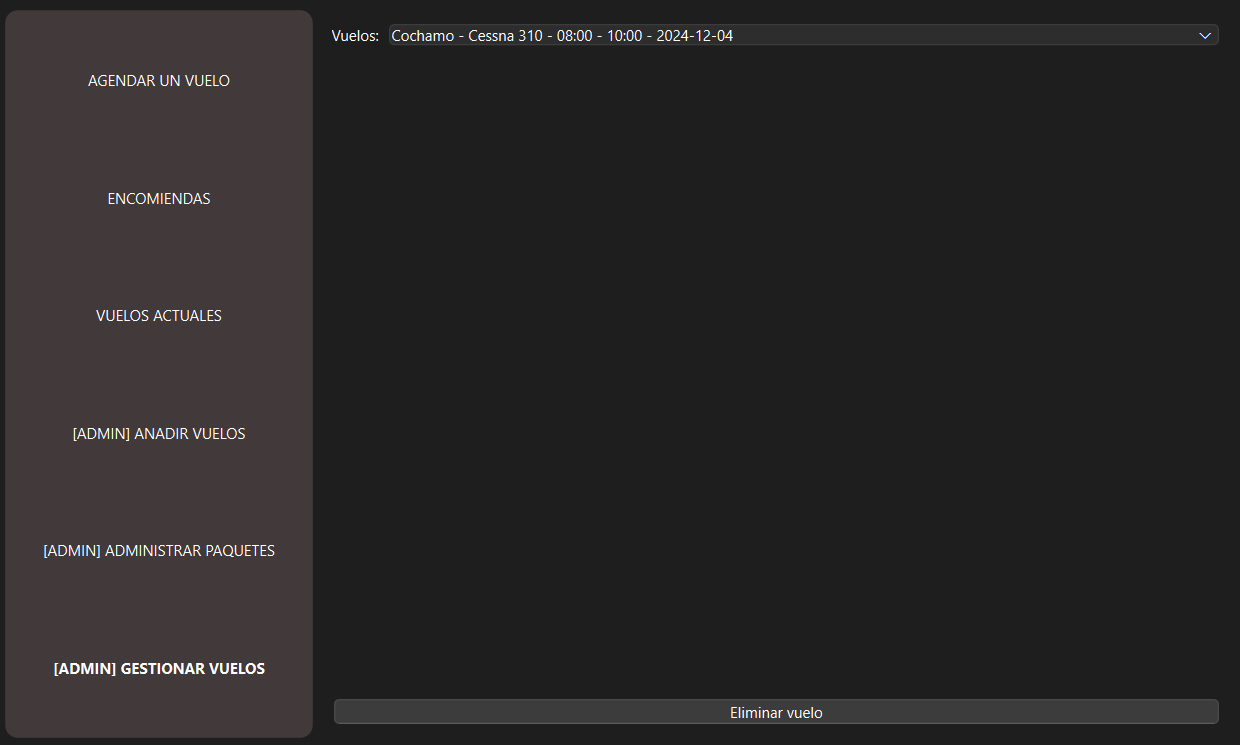 AGENDAR UN VUELO
ENCOMIENDAS
VUELOS ACTUALES
[ADMIN] ANADIR VUELOS
[ADMIN] ADMINISTRAR PAQUETES
[ADMIN] GESTIONAR VUELOS
Vuelos: Cochamo - Cessna 310 - 08:00 - 10:00 - 2024-12-04
Eliminar vuelo